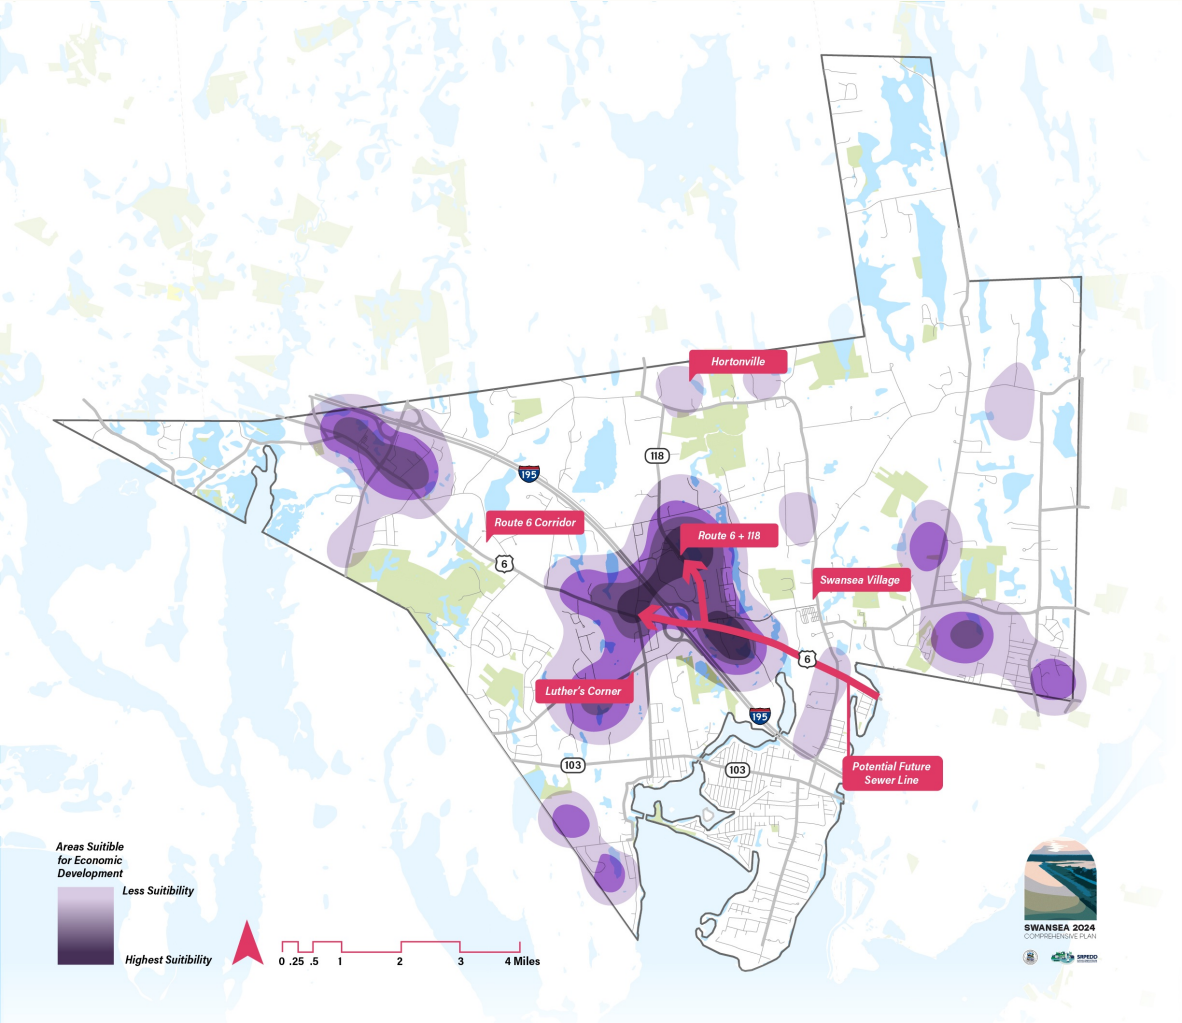 Hortonville
118
195
Route 6 Corridor
Route 6 + 118
6
Swansea Village
6
Luther's Corner
195
103
103
Potential Future
Sewer Line
Areas Suitible
for Economic
Development
Less Suitibility
Highest Suitibility
0 .25 .5 1 2 3 4 Miles
SWANSEA 2024
COMPREHENSIVE PLAN
SRPEDD